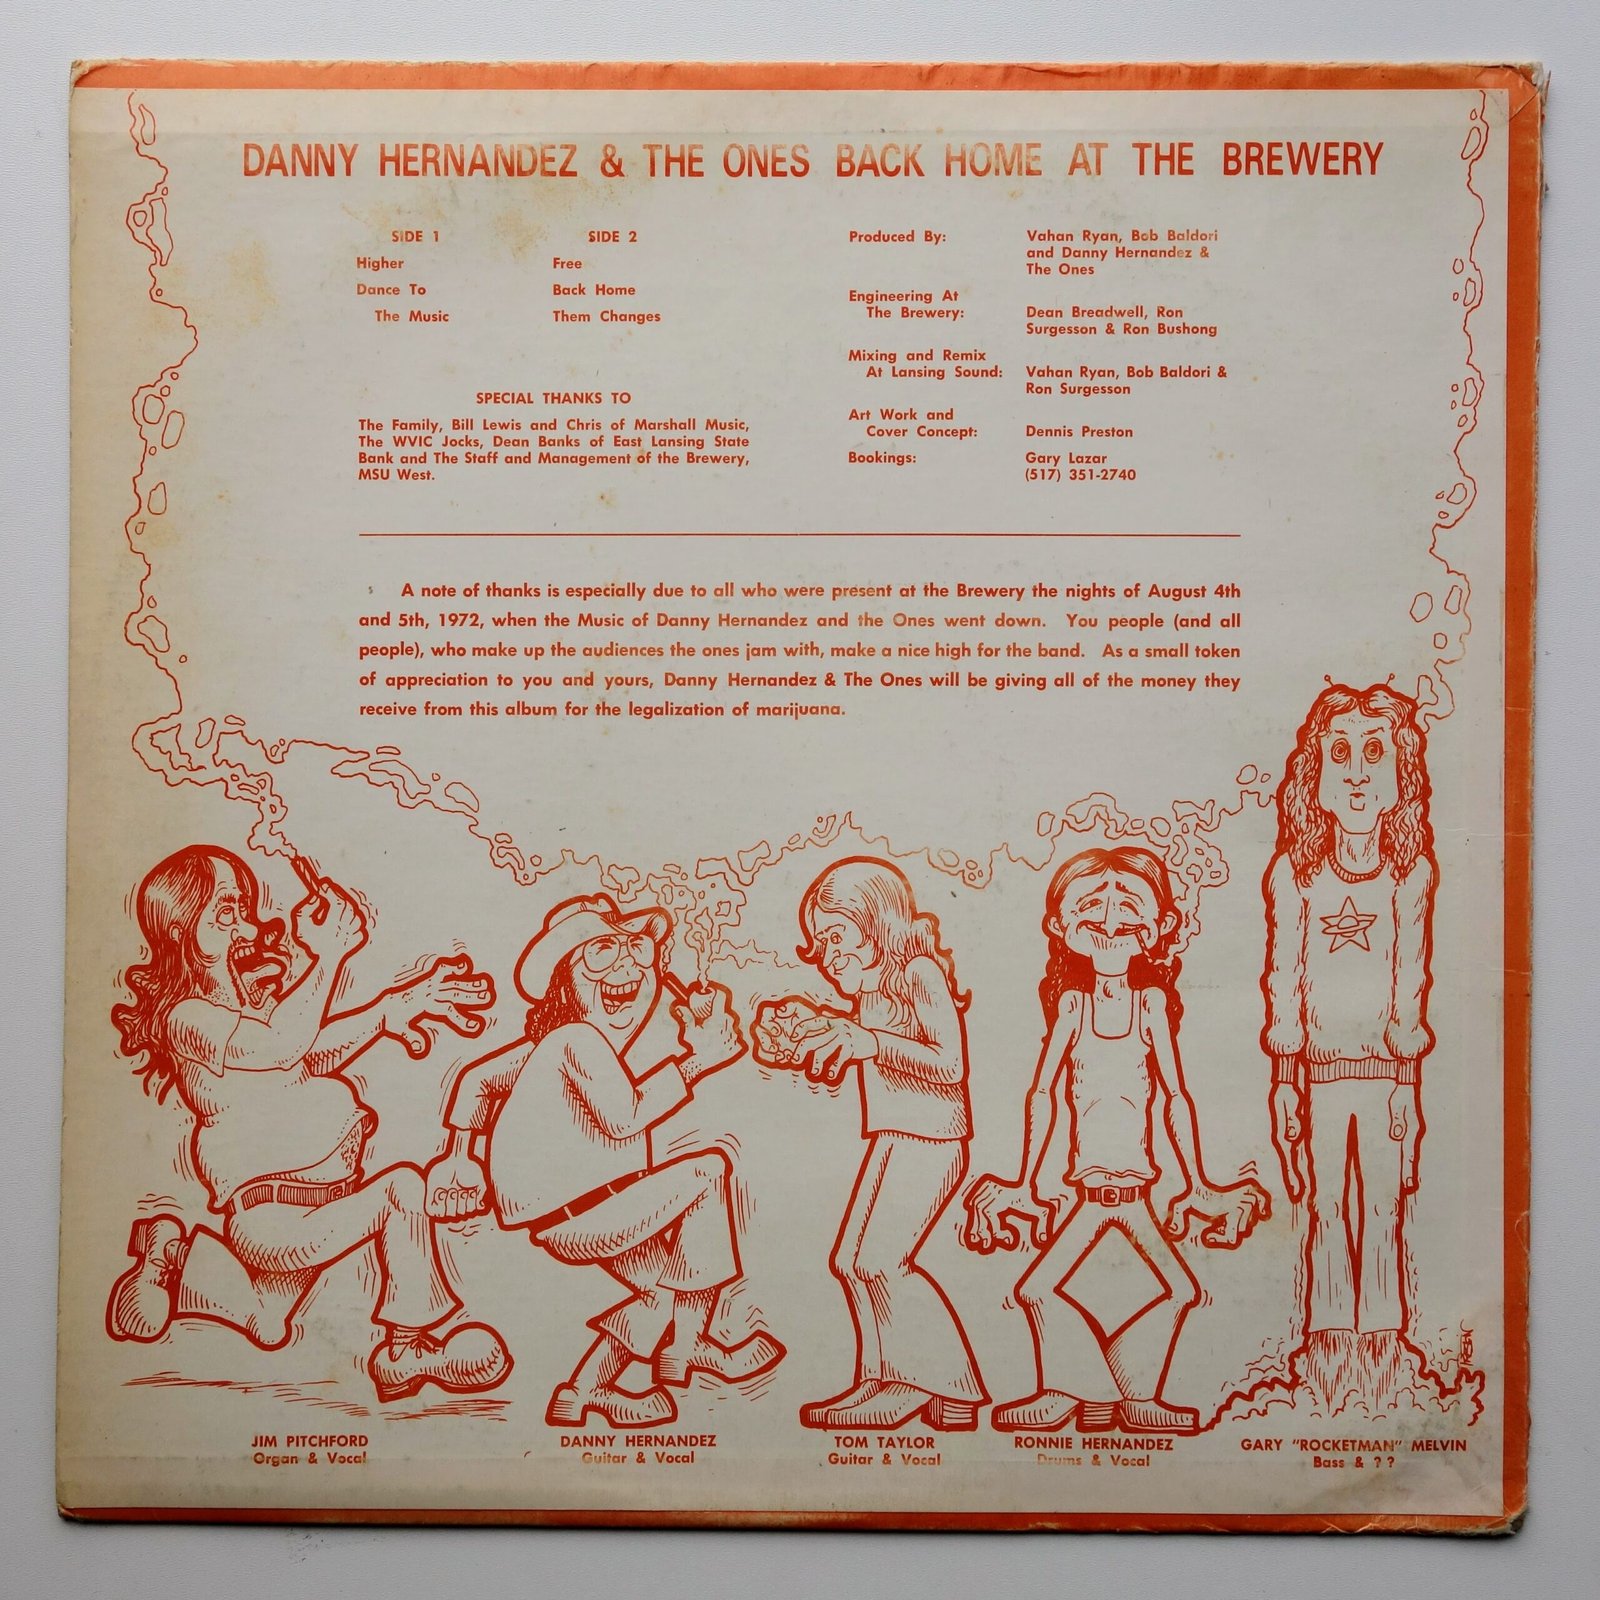 DANNY HERNANDEZ & THE ONES BACK HOME AT THE BREWERY
SIDE 1
Higher
Dance To
The Music
SIDE 2
Free
Back Home
Them Changes
SPECIAL THANKS TO
The Family, Bill Lewis and Chris of Marshall Music,
The WVIC Jocks, Dean Banks of East Lansing State
Bank and The Staff and Management of the Brewery,
MSU West.
Produced By: Vahan Ryan, Bob Baldori
and Danny Hernandez &
The Ones
Engineering At
The Brewery: Dean Breadwell, Ron
Surgesson & Ron Bushong
Mixing and Remix
At Lansing Sound: Vahan Ryan, Bob Baldori &
Ron Surgesson
Art Work and
Cover Concept: Dennis Preston
Bookings: Gary Lazar
(517) 351-2740
A note of thanks is especially due to all who were present at the Brewery the nights of August 4th
and 5th, 1972, when the Music of Danny Hernandez and the Ones went down. You people (and all
people), who make up the audiences the ones jam with, make a nice high for the band. As a small token
of appreciation to you and yours, Danny Hernandez & The Ones will be giving all of the money they
receive from this album for the legalization of marijuana.
JIM PITCHFORD
Organ & Vocal
DANNY HERNANDEZ
Guitar & Vocal
TOM TAYLOR
Guitar & Vocal
RONNIE HERNANDEZ
Drums & Vocal
GARY "ROCKETMAN" MELVIN
Bass & ? ?